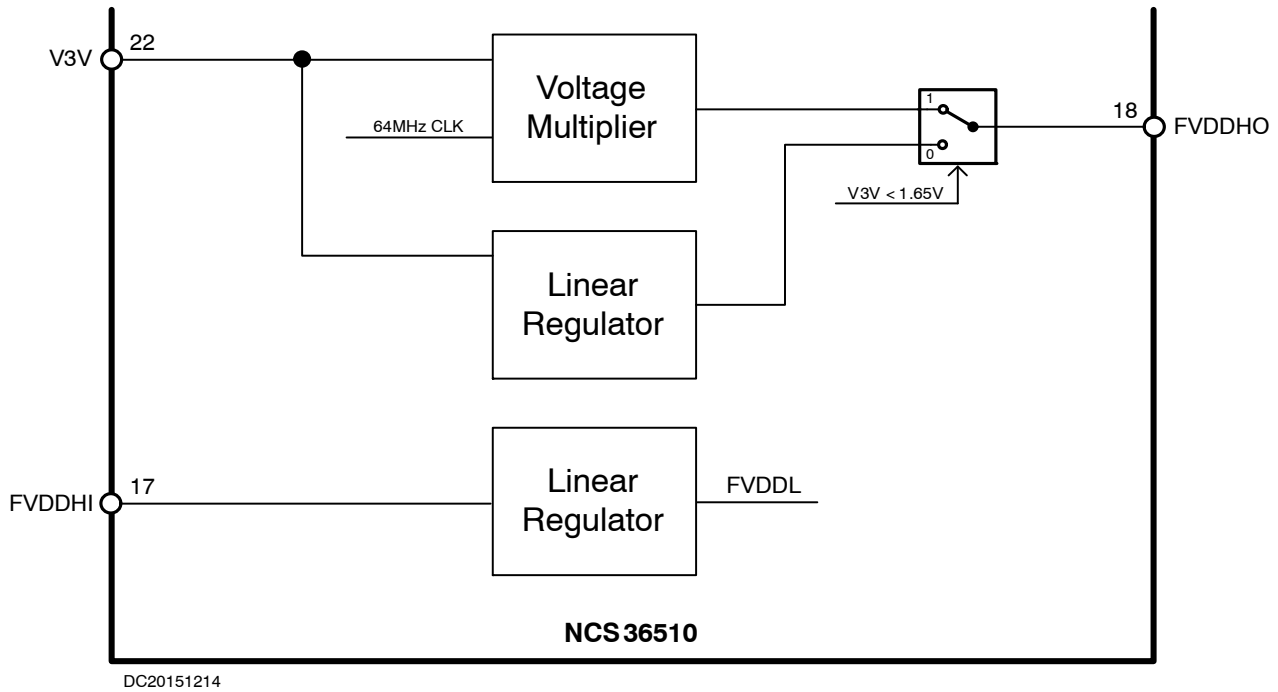 22
V3V
Voltage
Multiplier
64MHz CLK
1
0
18
FVDDHO
V3V < 1.65V
Linear
Regulator
17
FVDDHI
Linear
Regulator
FVDDL
NCS36510
DC20151214